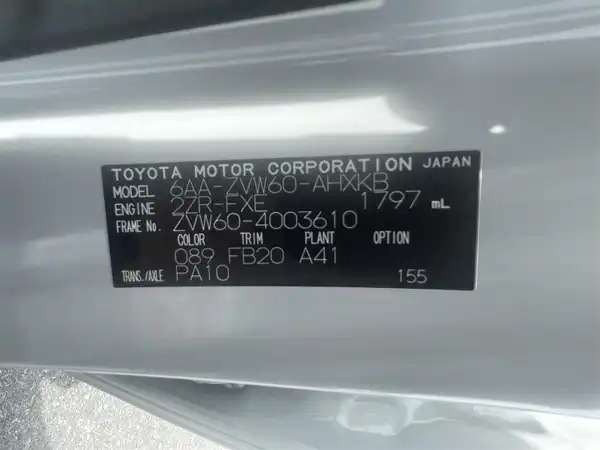 TOYOTA MOTOR CORPORATION JAPAN
MODEL 6AA-ZVW60-AHXKB
ENGINE 2ZR-FXE 1797 mL
FRAME No. ZVW60-4003610
COLOR TRIM PLANT OPTION
089 FB20 A41
TRANS./AXLE PA10 155